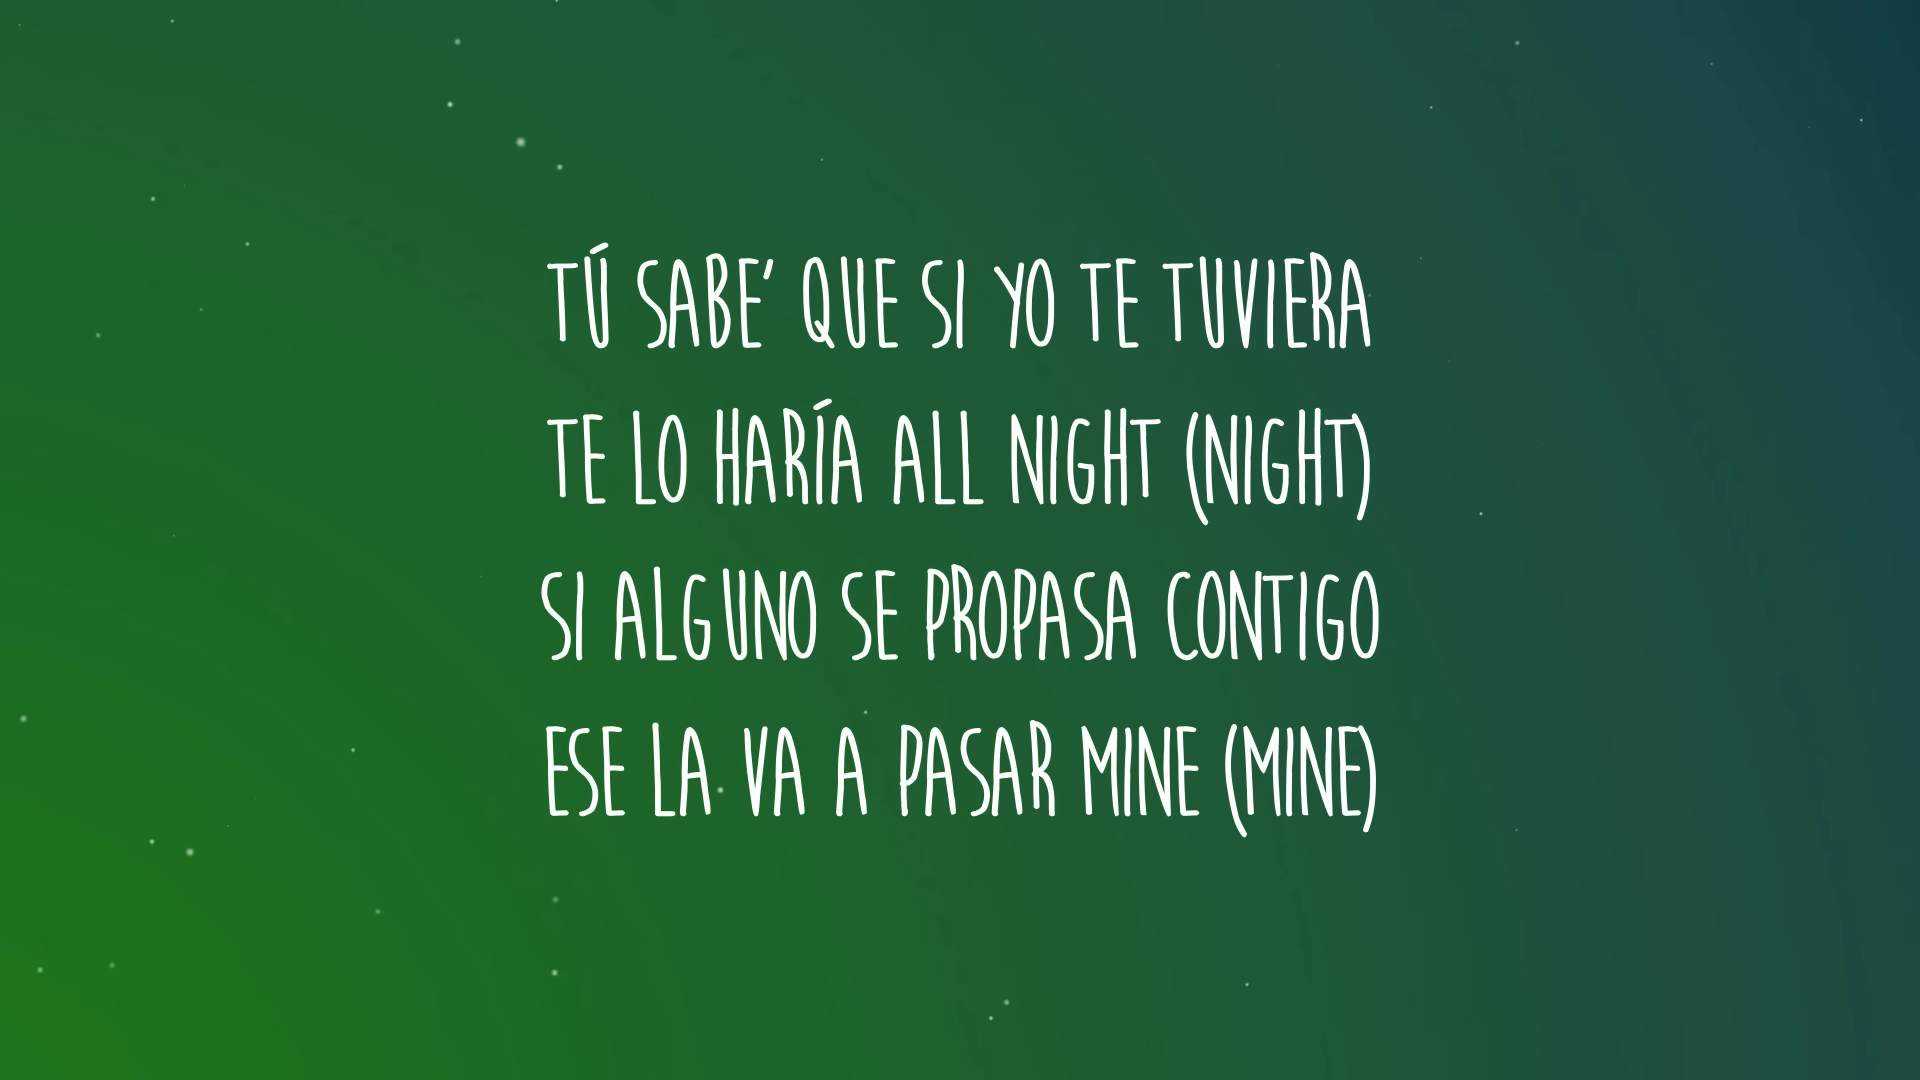 TÚ SABE' QUE SI YO TE TUVIERA
TE LO HARÍA ALL NIGHT (NIGHT)
SI ALGUNO SE PROPASA CONTIGO
ESE LA VA A PASAR MINE (MINE)